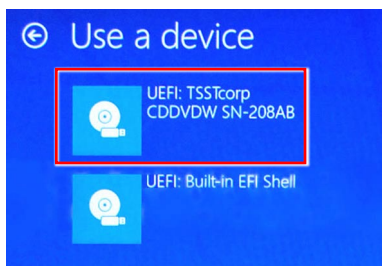 Use a device
UEFI: TSSTcorp
CDDVDW SN-208AB
UEFI: Built-in EFI Shell